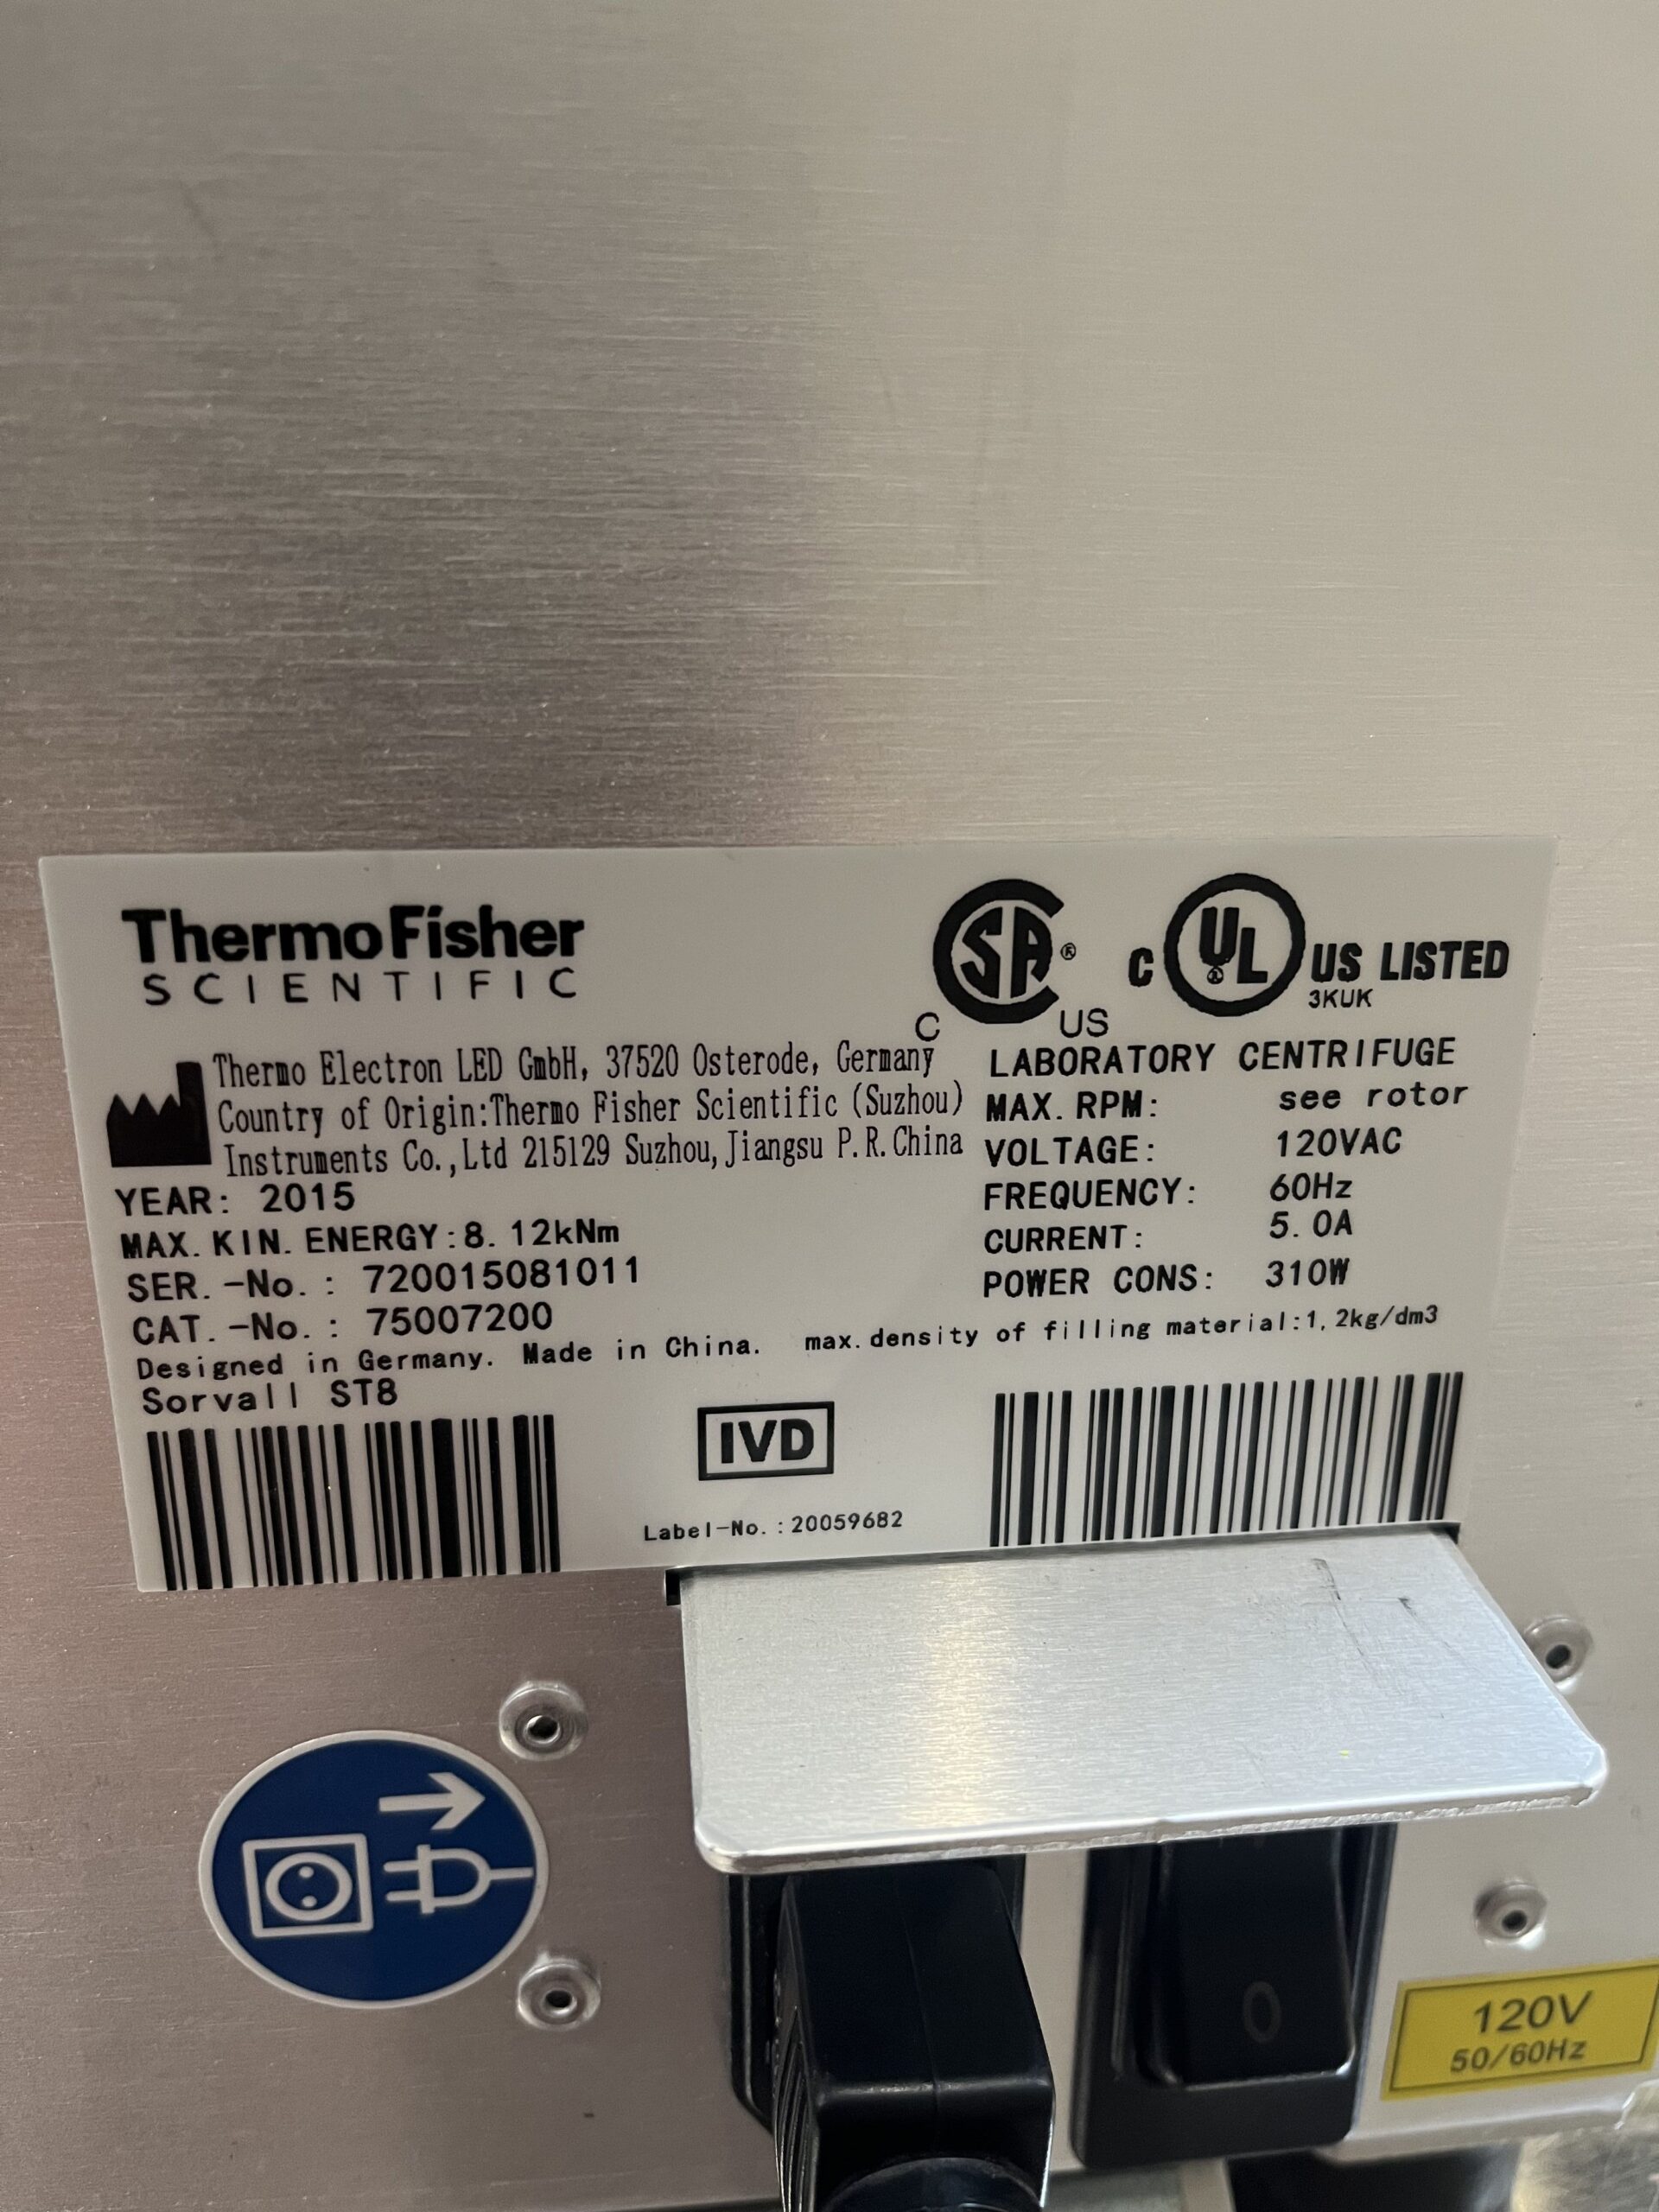 ThermoFisher
SCIENTIFIC
CSA® C US
C UL® US LISTED
3KUK
Thermo Electron LED GmbH, 37520 Osterode, Germany
Country of Origin:Thermo Fisher Scientific (Suzhou)
Instruments Co.,Ltd 215129 Suzhou,Jiangsu P.R.China
YEAR: 2015
MAX. KIN. ENERGY:8. 12kNm
SER. -No. : 720015081011
CAT. -No. : 75007200
Designed in Germany. Made in China.
Sorvall ST8
LABORATORY CENTRIFUGE
MAX. RPM: see rotor
VOLTAGE: 120VAC
FREQUENCY: 60Hz
CURRENT: 5. 0A
POWER CONS: 310W
max. density of filling material:1, 2kg/dm3
IVD
Label-No. :20059682
O
120V
50/60Hz